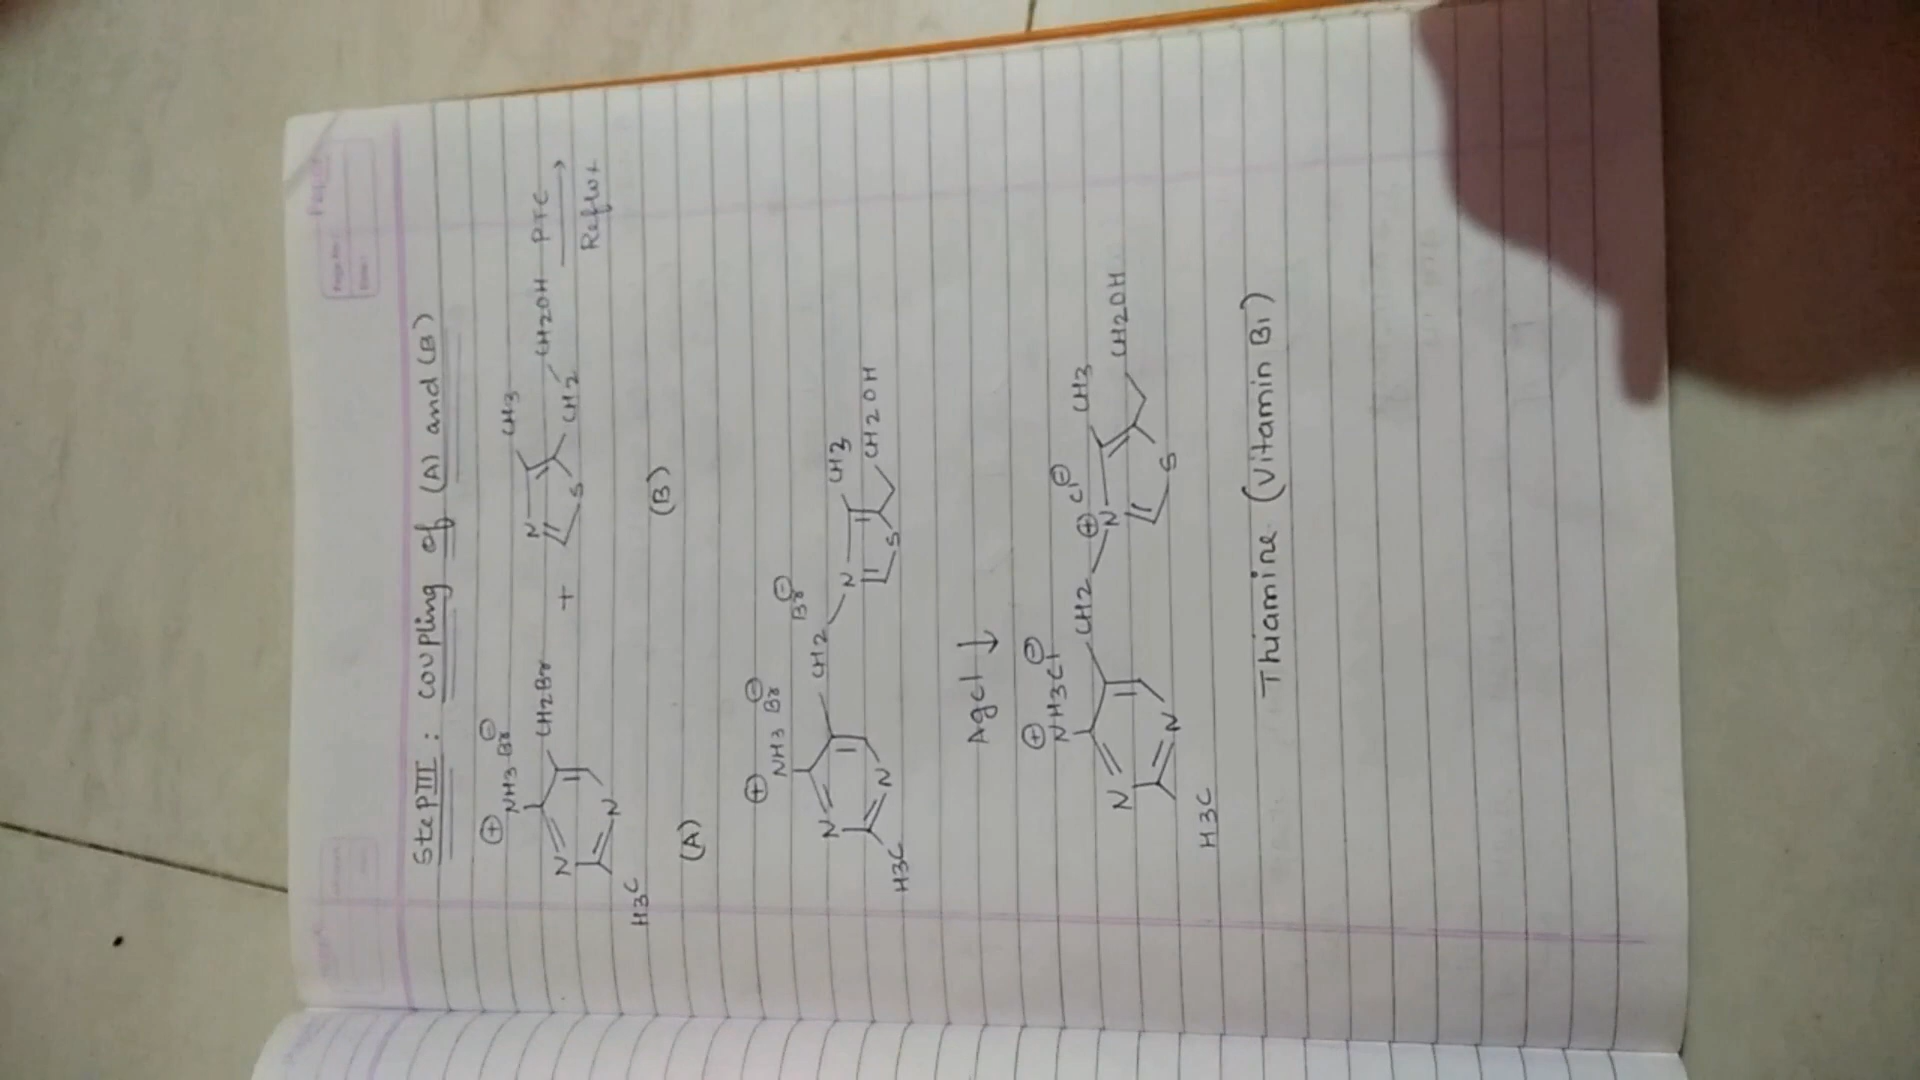 Step III : Coupling of (A) and (B)
⊕ NH3 Br ⊖
N
CH2Br
N
H3C
+
N
CH3
S
CH2
CH2OH
PTC
Reflux
(A)
(B)
⊕ NH3 Br ⊖
Br ⊖
N
CH2
N
H3C
N
CH3
S
CH2OH
AgCl ↓
⊕ NH3Cl ⊖
N
CH2
N
H3C
⊕ N
Cl ⊖
CH3
S
CH2OH
Thiamine (Vitamin B1)